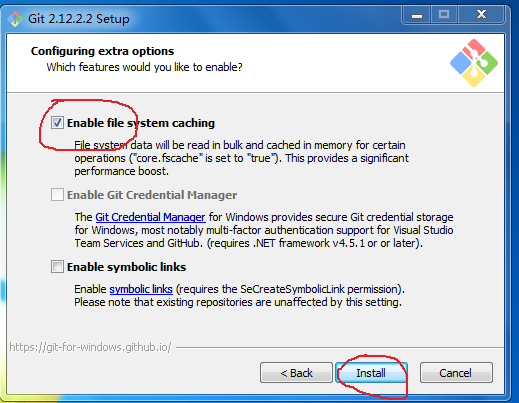 Git 2.12.2.2 Setup
Configuring extra options
Which features would you like to enable?
Enable file system caching
File system data will be read in bulk and cached in memory for certain
operations ("core.fscache" is set to "true"). This provides a significant
performance boost.
Enable Git Credential Manager
The Git Credential Manager for Windows provides secure Git credential storage
for Windows, most notably multi-factor authentication support for Visual Studio
Team Services and GitHub. (requires .NET framework v4.5.1 or or later).
Enable symbolic links
Enable symbolic links (requires the SeCreateSymbolicLink permission).
Please note that existing repositories are unaffected by this setting.
https://git-for-windows.github.io/
< Back Install Cancel